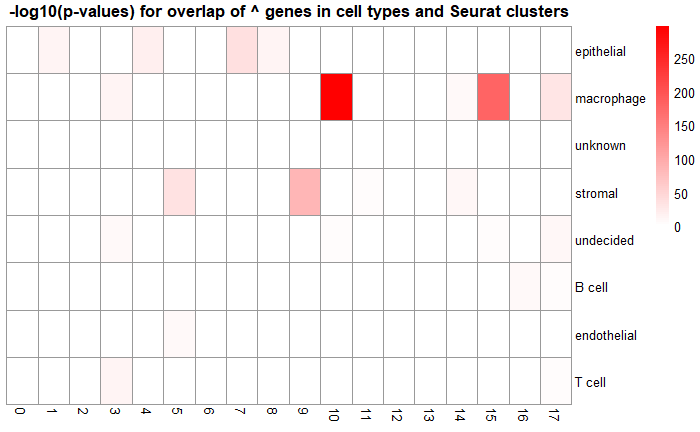 -log10(p-values) for overlap of ^ genes in cell types and Seurat clusters
epithelial
macrophage
unknown
stromal
undecided
B cell
endothelial
T cell
250
200
150
100
50
0
0 1 2 3 4 5 6 7 8 9 10 11 12 13 14 15 16 17